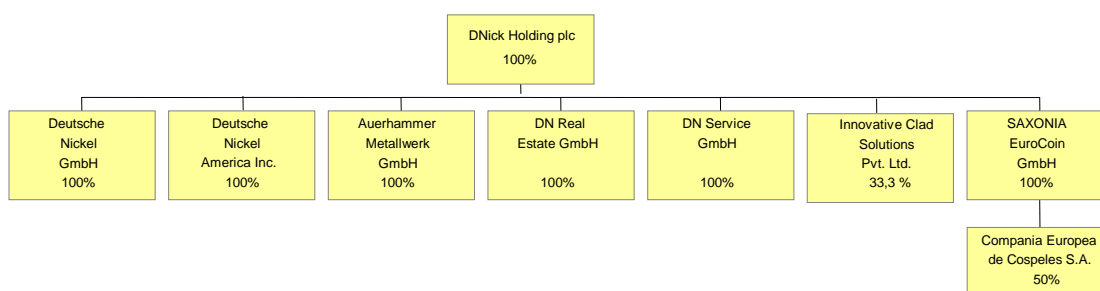 DNick Holding plc
100%
Deutsche
Nickel
GmbH
100%
Deutsche
Nickel
America Inc.
100%
Auerhammer
Metallwerk
GmbH
100%
DN Real
Estate GmbH
100%
DN Service
GmbH
100%
Innovative Clad
Solutions
Pvt. Ltd.
33,3 %
SAXONIA
EuroCoin
GmbH
100%
Compania Europea
de Cospeles S.A.
50%